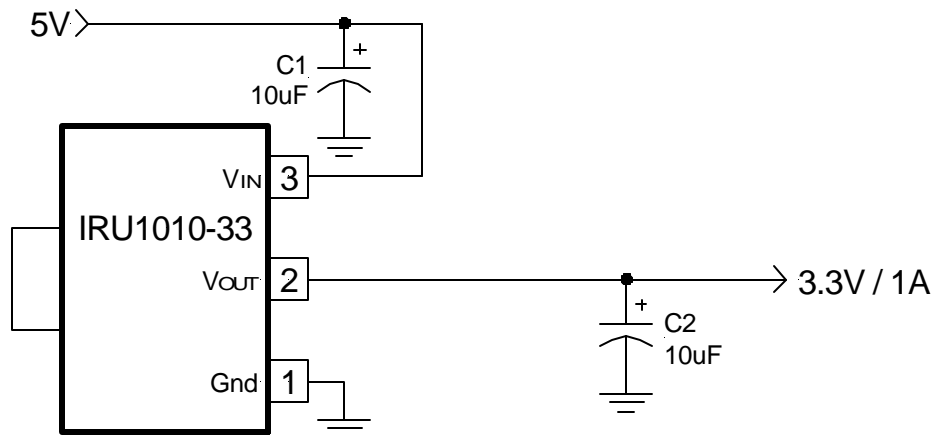 5V
+
C1
10uF
VIN 3
IRU1010-33
VOUT 2
3.3V / 1A
+
C2
10uF
Gnd 1